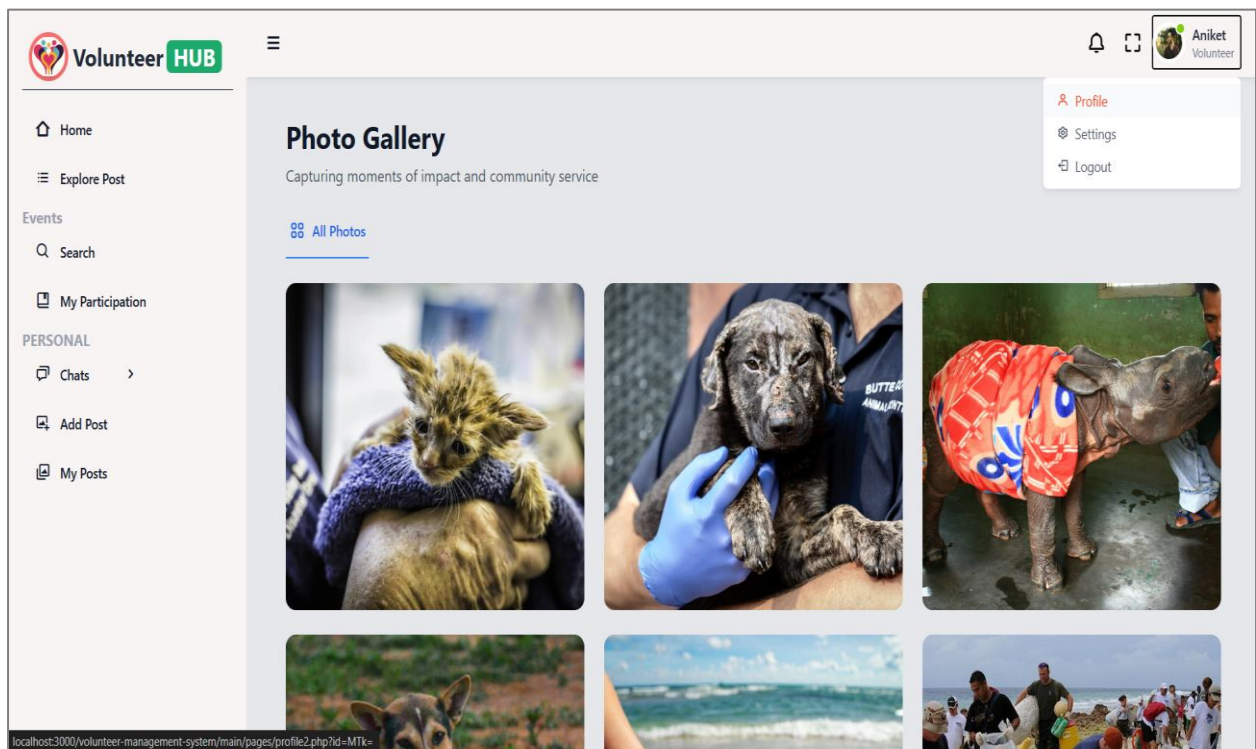 Volunteer HUB
Aniket
Volunteer
Profile
Settings
Logout
Home
Explore Post
Events
Search
My Participation
PERSONAL
Chats
Add Post
My Posts
Photo Gallery
Capturing moments of impact and community service
All Photos
BUTTE
ANIMAL
localhost:3000/volunteer-management-system/main/pages/profile2.php?id=MTk=